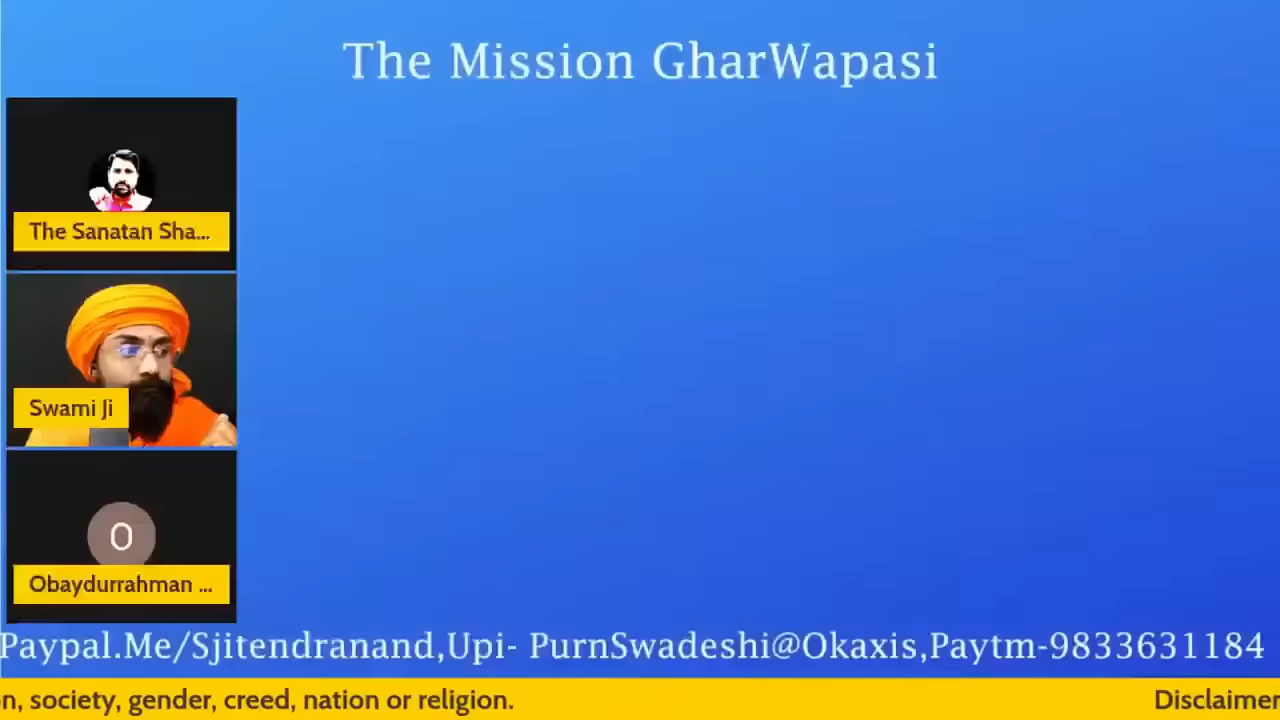 The Mission GharWapasi
The Sanatan Sha...
Swami Ji
O
Obaydurrahman ...
Paypal.Me/Sjitendranand,Upi- PurnSwadeshi@Okaxis,Paytm-9833631184
n, society, gender, creed, nation or religion. Disclaimer